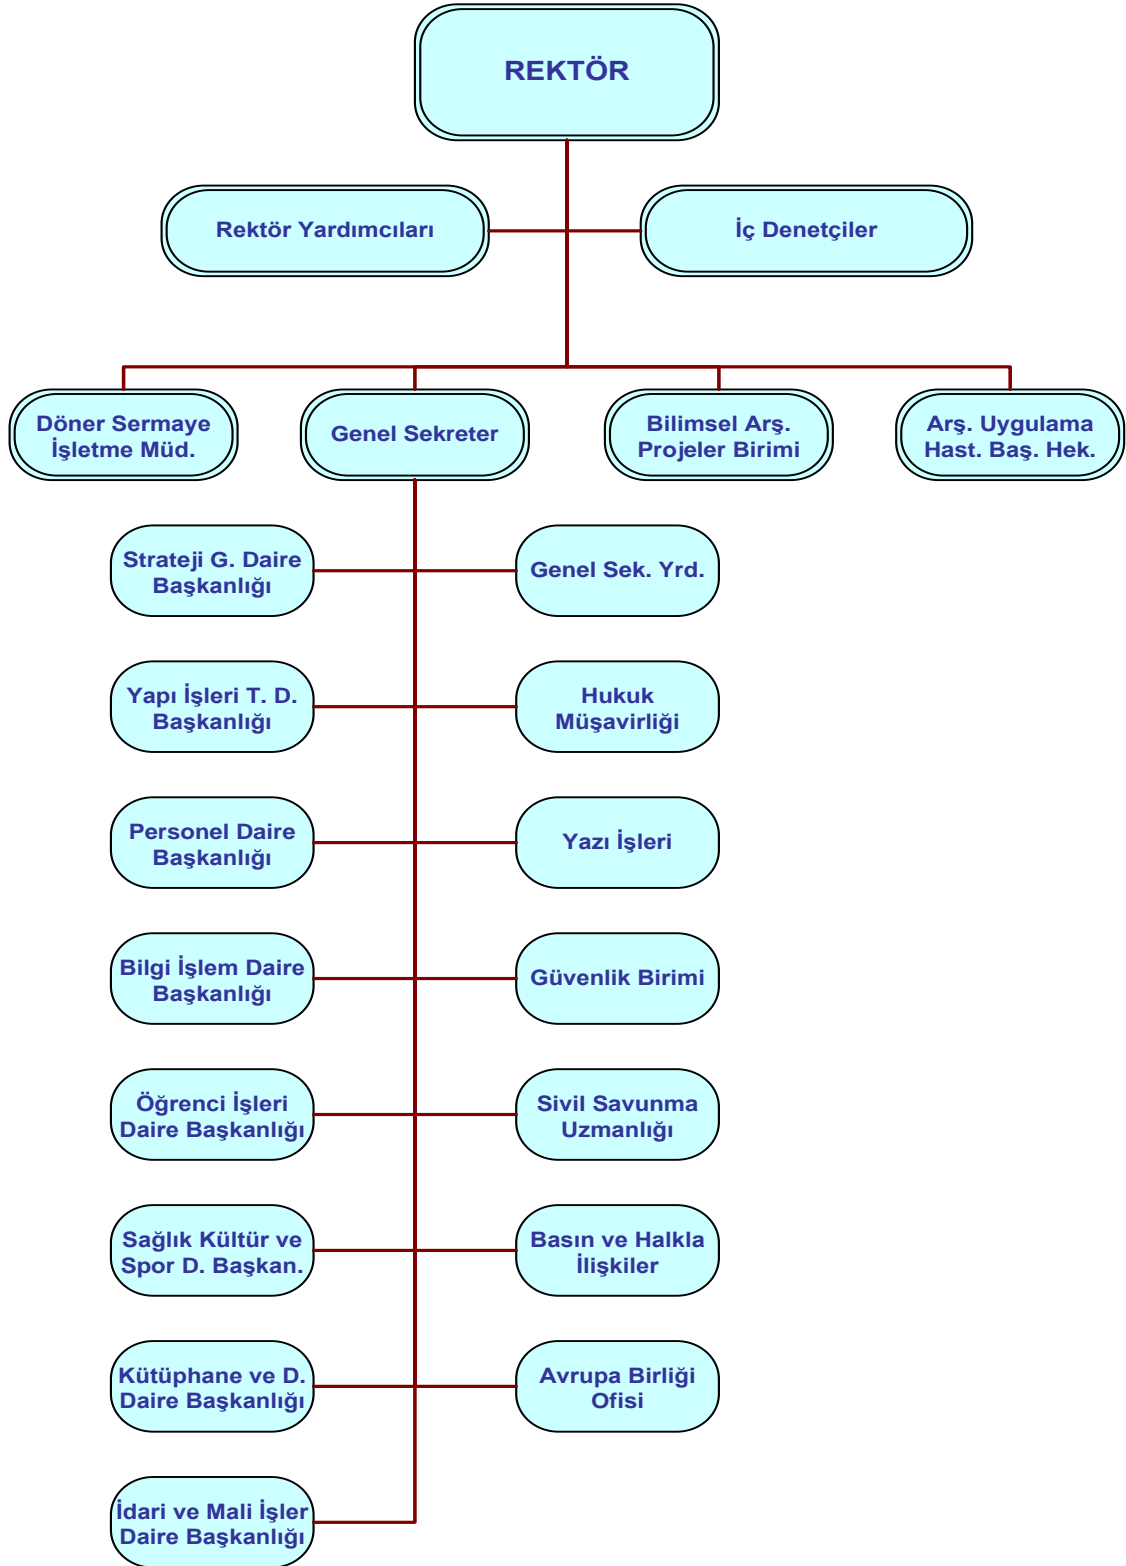 REKTÖR
Rektör Yardımcıları
İç Denetçiler
Döner Sermaye
İşletme Müd.
Genel Sekreter
Bilimsel Arş.
Projeler Birimi
Arş. Uygulama
Hast. Baş. Hek.
Strateji G. Daire
Başkanlığı
Genel Sek. Yrd.
Yapı İşleri T. D.
Başkanlığı
Hukuk
Müşavirliği
Personel Daire
Başkanlığı
Yazı İşleri
Bilgi İşlem Daire
Başkanlığı
Güvenlik Birimi
Öğrenci İşleri
Daire Başkanlığı
Sivil Savunma
Uzmanlığı
Sağlık Kültür ve
Spor D. Başkan.
Basın ve Halkla
İlişkiler
Kütüphane ve D.
Daire Başkanlığı
Avrupa Birliği
Ofisi
İdari ve Mali İşler
Daire Başkanlığı